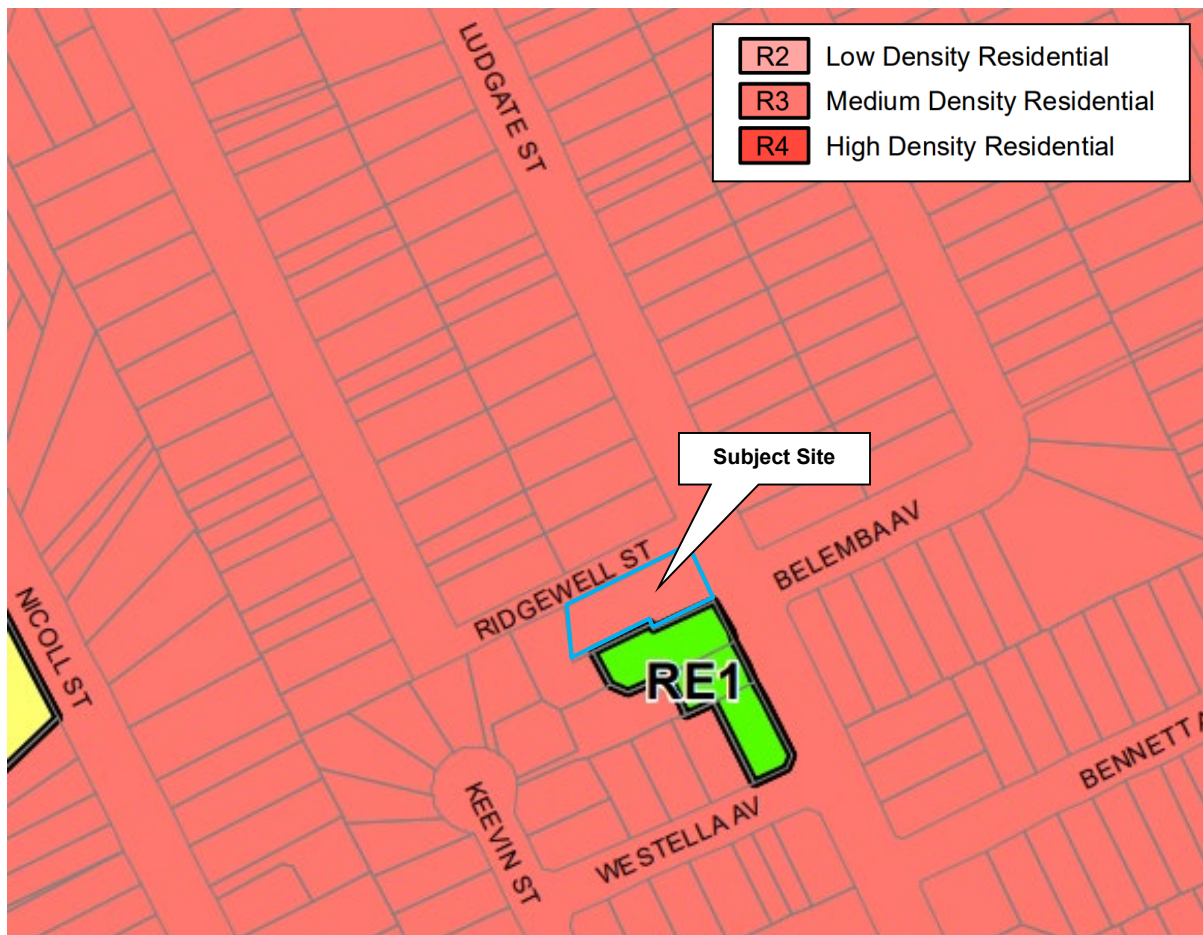 LUDGATE ST
R2 Low Density Residential
R3 Medium Density Residential
R4 High Density Residential
Subject Site
BELEMBA AV
RIDGEWELL ST
NICOLL ST
RE1
BENNETT A
KEEVIN ST
WESTELLA AV